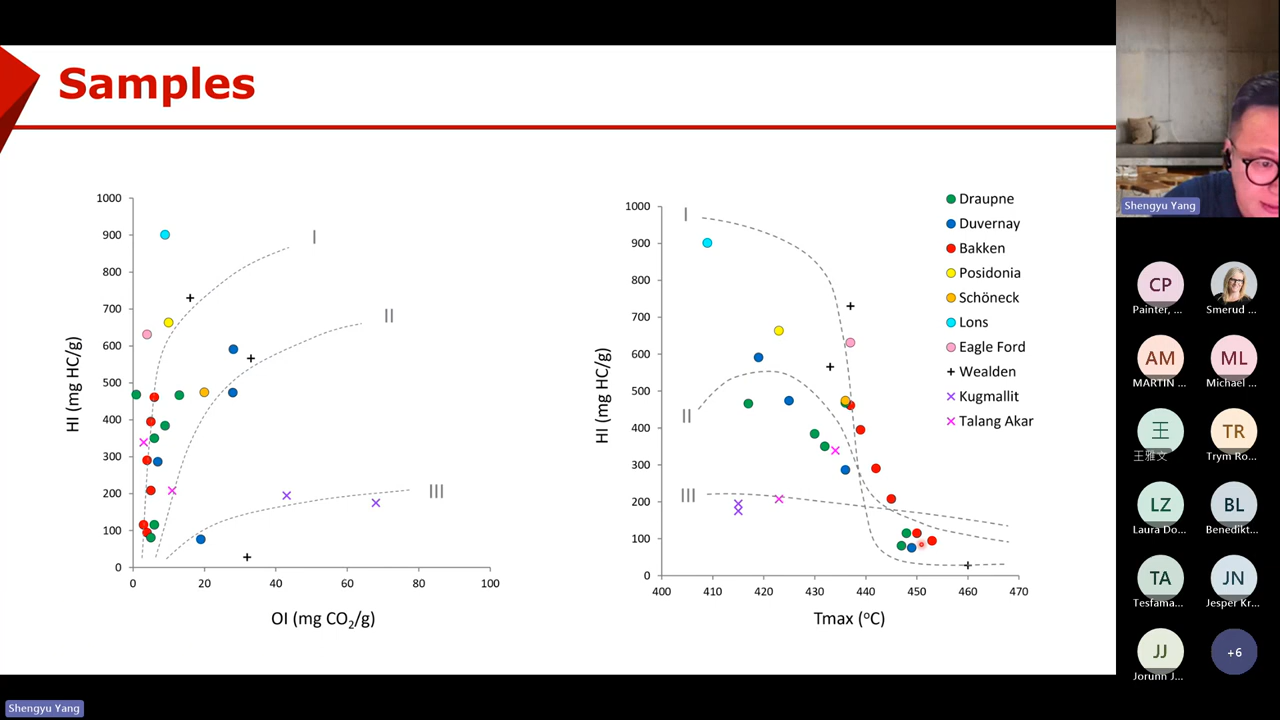 Samples
1000
900
800
700
600
500
400
300
200
100
0
0
20
40
60
80
100
HI (mg HC/g)
OI (mg CO₂/g)
I
II
III
1000
900
800
700
600
500
400
300
200
100
0
400
410
420
430
440
450
460
470
HI (mg HC/g)
Tmax (°C)
I
II
III
Draupne
Duvernay
Bakken
Posidonia
Schöneck
Lons
Eagle Ford
Wealden
Kugmallit
Talang Akar
Shengyu Yang
CP
Painter, ...
Smerud ...
AM
MARTIN ...
ML
Michael ...
王
王雅文
TR
Trym Ro...
LZ
Laura Do...
BL
Benedikt...
TA
Tesfama...
JN
Jesper Kr...
JJ
Jorunn J...
+6
Shengyu Yang